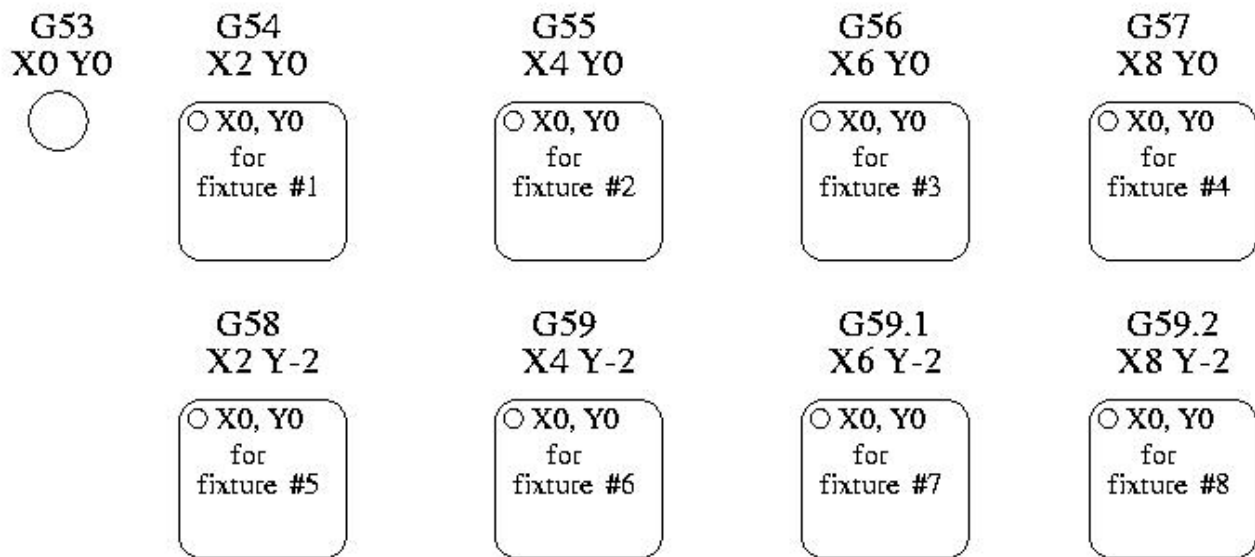 G53
X0 Y0
G54
X2 Y0
X0, Y0
for
fixture #1
G55
X4 Y0
X0, Y0
for
fixture #2
G56
X6 Y0
X0, Y0
for
fixture #3
G57
X8 Y0
X0, Y0
for
fixture #4
G58
X2 Y-2
X0, Y0
for
fixture #5
G59
X4 Y-2
X0, Y0
for
fixture #6
G59.1
X6 Y-2
X0, Y0
for
fixture #7
G59.2
X8 Y-2
X0, Y0
for
fixture #8